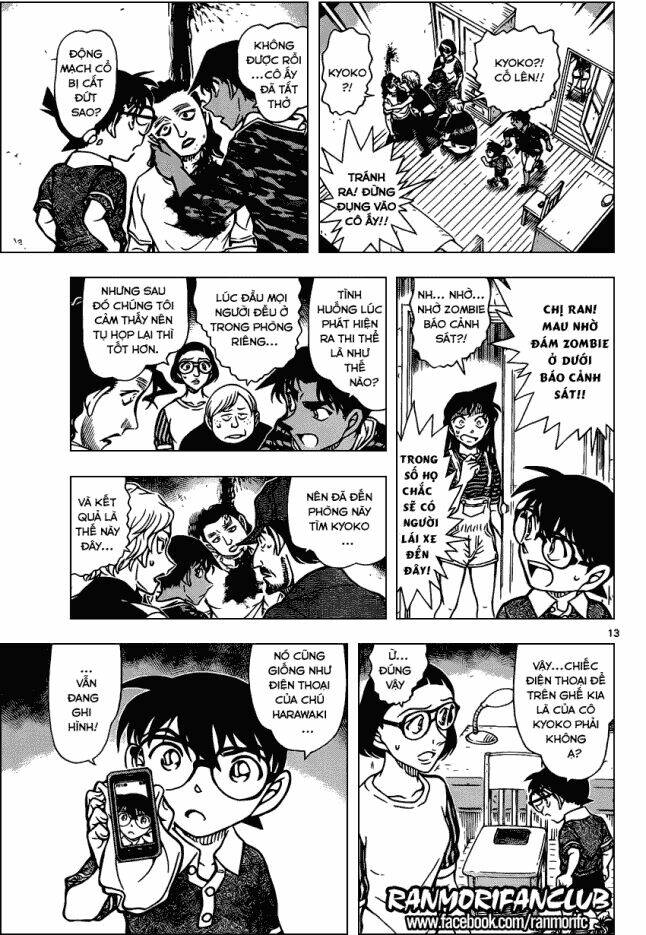 KYOKO?!
CỐ LÊN!!
KYOKO
?!
TRÁNH
RA! ĐỪNG
ĐỤNG VÀO
CÔ ẤY!!
KHÔNG
ĐƯỢC RỒI
...CÔ ẤY
ĐÃ TẮT
THỞ
ĐỘNG
MẠCH CỔ
BỊ CẮT
ĐỨT
SAO?
CHỊ RAN!
MAU NHỜ
ĐÁM ZOMBIE
Ở DƯỚI
BÁO CẢNH
SÁT!!
NH... NHỜ...
NHỜ ZOMBIE
BÁO CẢNH
SÁT?!
TRONG
SỐ HỌ
CHẮC
SẼ CÓ
NGƯỜI
LÁI XE
ĐẾN
ĐÂY!
TÌNH
HUỐNG LÚC
PHÁT HIỆN
RA THI THỂ
LÀ NHƯ
THẾ
NÀO?
LÚC ĐẦU MỌI
NGƯỜI ĐỀU Ở
TRONG PHÒNG
RIÊNG...
NHƯNG SAU
ĐÓ CHÚNG TÔI
CẢM THẤY NÊN
TỤ HỌP LẠI THÌ
TỐT HƠN.
NÊN ĐÃ ĐẾN
PHÒNG NÀY
TÌM KYOKO
...
VÀ KẾT
QUẢ LÀ
THẾ NÀY
ĐÂY...
13
VẬY...CHIẾC
ĐIỆN THOẠI ĐỂ
TRÊN GHẾ KIA
LÀ CỦA CÔ
KYOKO PHẢI
KHÔNG
Ạ?
Ừ...
ĐÚNG
VẬY
NÓ CŨNG
GIỐNG NHƯ
ĐIỆN THOẠI
CỦA CHÚ
HARAWAKI
...
...
VẪN
ĐANG
GHI
HÌNH!
RANMORIFANCLUB
www.facebook.com/ranmorifc